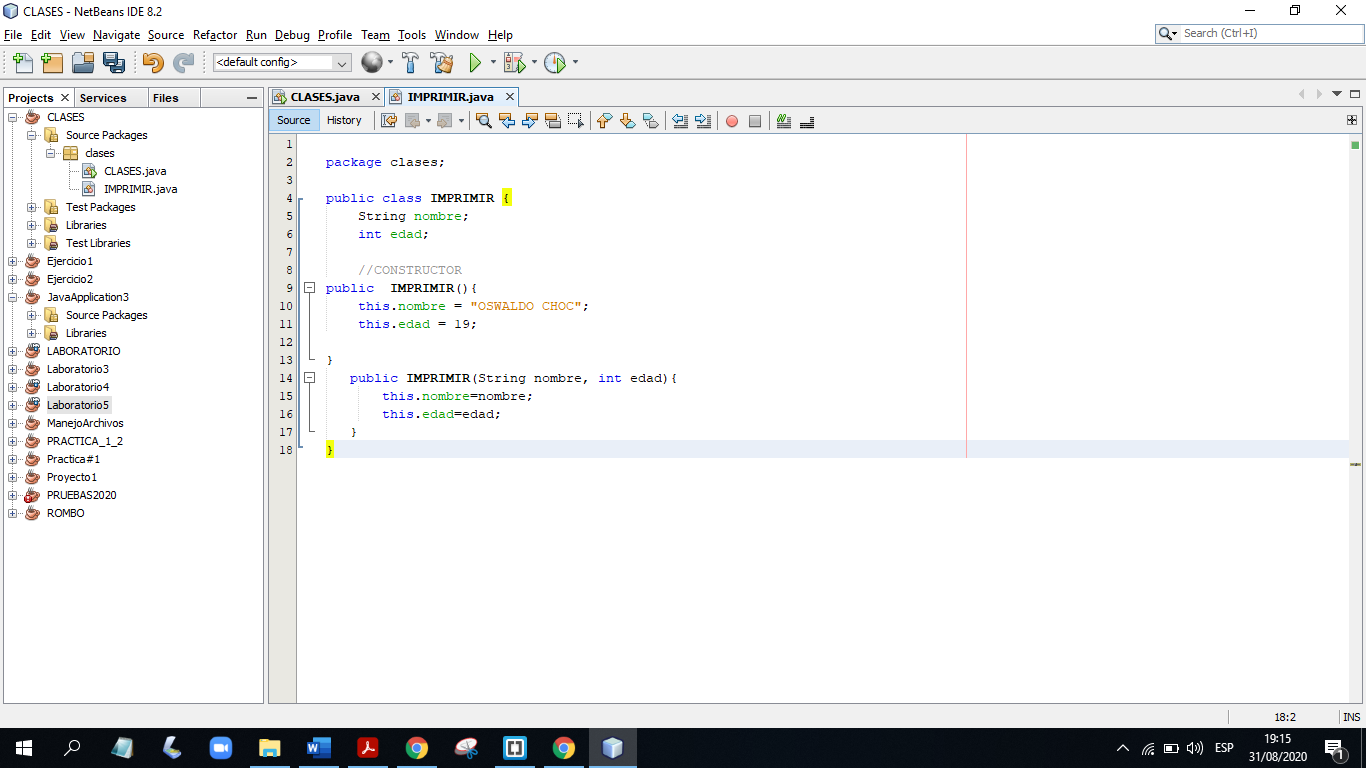 CLASES - NetBeans IDE 8.2
File Edit View Navigate Source Refactor Run Debug Profile Team Tools Window Help
Search (Ctrl+I)
<default config>
Projects Services Files
CLASES.java IMPRIMIR.java
Source History
CLASES
Source Packages
clases
CLASES.java
IMPRIMIR.java
Test Packages
Libraries
Test Libraries
Ejercicio1
Ejercicio2
JavaApplication3
Source Packages
Libraries
LABORATORIO
Laboratorio3
Laboratorio4
Laboratorio5
ManejoArchivos
PRACTICA_1_2
Practica#1
Proyecto1
PRUEBAS2020
ROMBO
1
2 package clases;
3
4 public class IMPRIMIR {
5 String nombre;
6 int edad;
7
8 //CONSTRUCTOR
9 public  IMPRIMIR(){
10 this.nombre = "OSWALDO CHOC";
11 this.edad = 19;
12
13 }
14 public IMPRIMIR(String nombre, int edad){
15 this.nombre=nombre;
16 this.edad=edad;
17 }
18 }
18:2 INS
ESP
19:15
31/08/2020
1